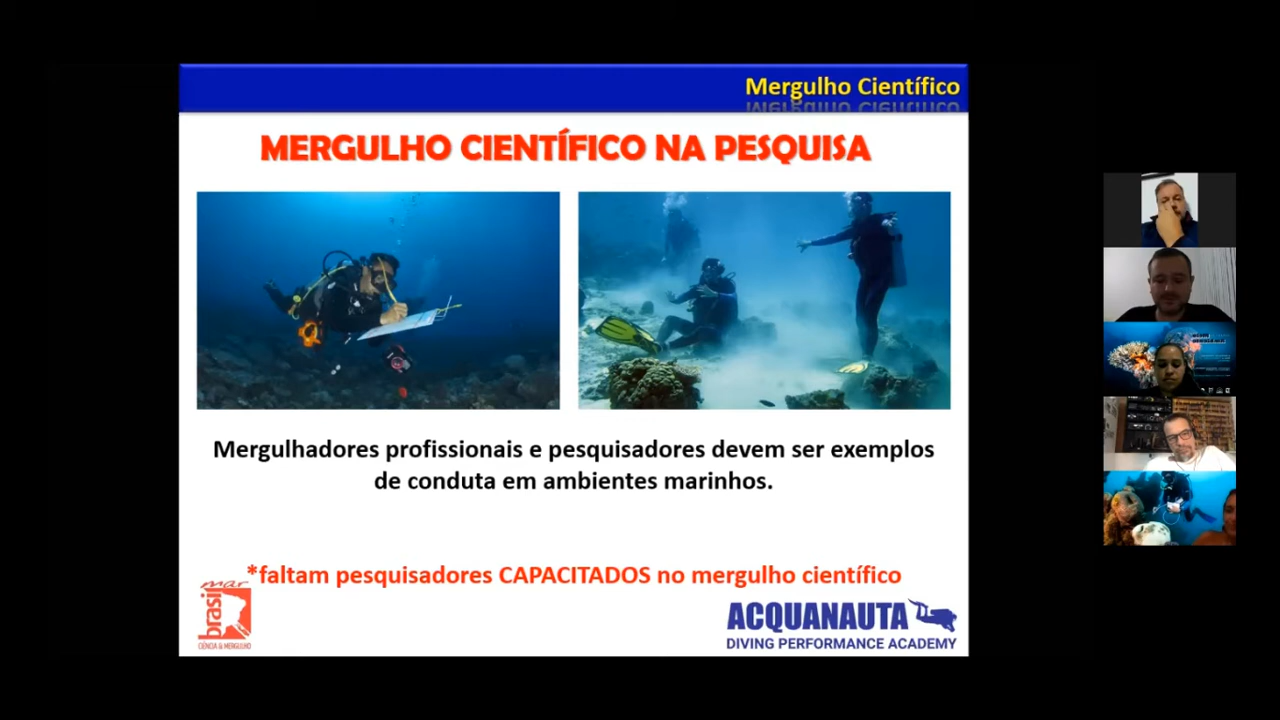 Mergulho Científico
MERGULHO CIENTÍFICO NA PESQUISA
Mergulhadores profissionais e pesquisadores devem ser exemplos
de conduta em ambientes marinhos.
*faltam pesquisadores CAPACITADOS no mergulho científico
mar
brasil
CIÊNCIA & MERGULHO
ACQUANAUTA
DIVING PERFORMANCE ACADEMY